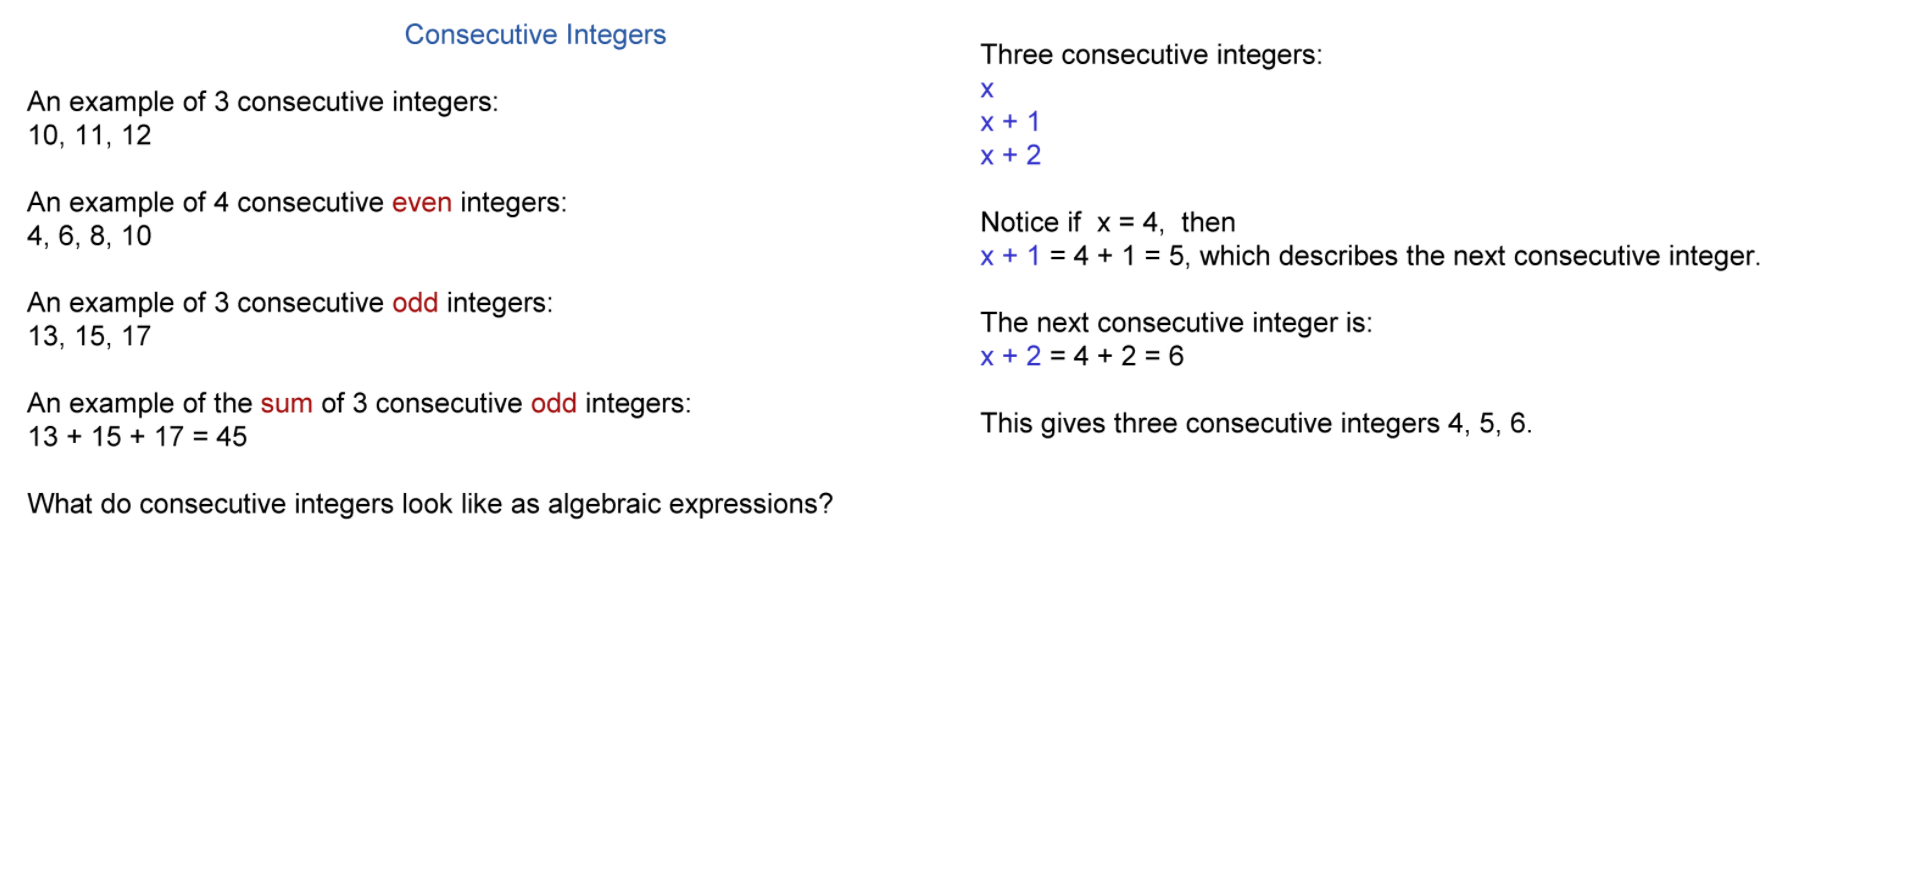 Consecutive Integers
An example of 3 consecutive integers:
10, 11, 12
An example of 4 consecutive even integers:
4, 6, 8, 10
An example of 3 consecutive odd integers:
13, 15, 17
An example of the sum of 3 consecutive odd integers:
13 + 15 + 17 = 45
What do consecutive integers look like as algebraic expressions?
Three consecutive integers:
x
x + 1
x + 2
Notice if x = 4, then
x + 1 = 4 + 1 = 5, which describes the next consecutive integer.
The next consecutive integer is:
x + 2 = 4 + 2 = 6
This gives three consecutive integers 4, 5, 6.